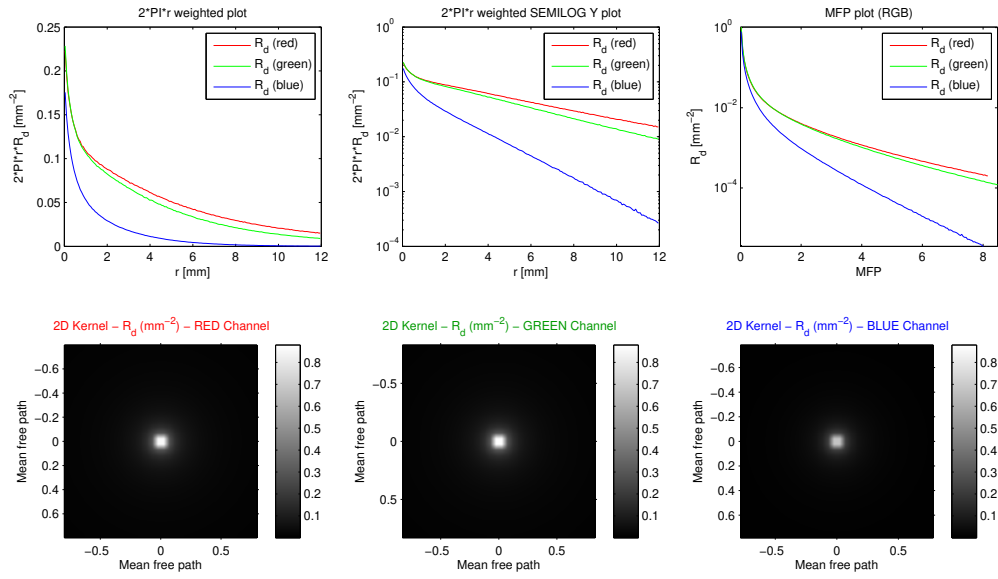 2*PI*r weighted plot
2*PI*r*R_d [mm^−2]
0.25
0.2
0.15
0.1
0.05
0
0 2 4 6 8 10 12
r [mm]
R_d (red)
R_d (green)
R_d (blue)
2*PI*r weighted SEMILOG Y plot
2*PI*r*R_d [mm^−2]
10^0
10^−1
10^−2
10^−3
10^−4
0 2 4 6 8 10 12
r [mm]
R_d (red)
R_d (green)
R_d (blue)
MFP plot (RGB)
R_d [mm^−2]
10^0
10^−2
10^−4
0 2 4 6 8
MFP
R_d (red)
R_d (green)
R_d (blue)
2D Kernel − R_d (mm^−2) − RED Channel
Mean free path
−0.6
−0.4
−0.2
0
0.2
0.4
0.6
−0.5 0 0.5
Mean free path
0.8
0.7
0.6
0.5
0.4
0.3
0.2
0.1
2D Kernel − R_d (mm^−2) − GREEN Channel
Mean free path
−0.5
0
0.5
−0.5 0 0.5
Mean free path
0.8
0.7
0.6
0.5
0.4
0.3
0.2
0.1
2D Kernel − R_d (mm^−2) − BLUE Channel
Mean free path
−0.6
−0.4
−0.2
0
0.2
0.4
0.6
−0.5 0 0.5
Mean free path
0.8
0.7
0.6
0.5
0.4
0.3
0.2
0.1